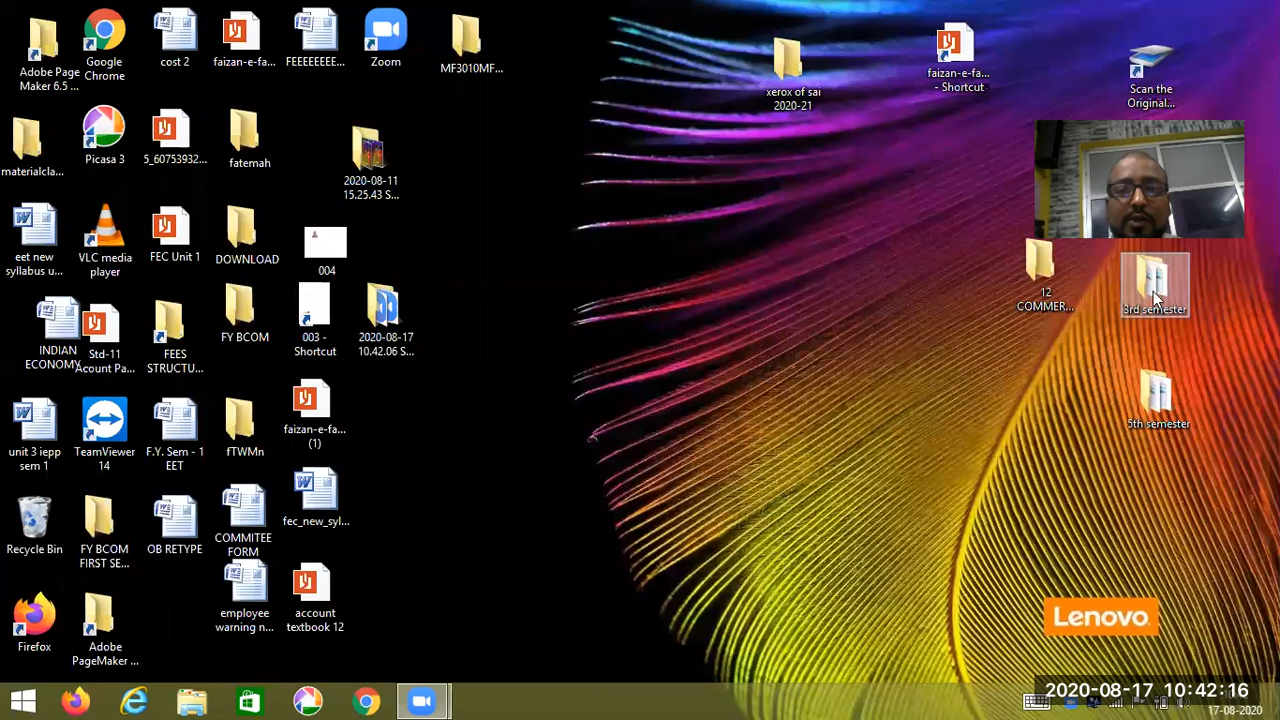 Adobe Page
Maker 6.5 ...
Google
Chrome
cost 2
faizan-e-fa...
FEEEEEEEE...
Zoom
MF3010MF...
xerox of sai
2020-21
faizan-e-fa...
- Shortcut
Scan the
Original...
materialcla...
Picasa 3
5_60753932...
fatemah
2020-08-11
15.25.43 S...
eet new
syllabus u...
VLC media
player
FEC Unit 1
DOWNLOAD
004
12
COMMER...
3rd semester
INDIAN
ECONOMY
Std-11
Acount Pa...
FEES
STRUCTU...
FY BCOM
003 -
Shortcut
2020-08-17
10.42.06 S...
5th semester
unit 3 iepp
sem 1
TeamViewer
14
F.Y. Sem - 1
EET
fTWMn
faizan-e-fa...
(1)
Recycle Bin
FY BCOM
FIRST SE...
OB RETYPE
COMMITEE
FORM
fec_new_syl...
Firefox
Adobe
PageMaker ...
employee
warning n...
account
textbook 12
Lenovo
2020-08-17 10:42:16
17-08-2020